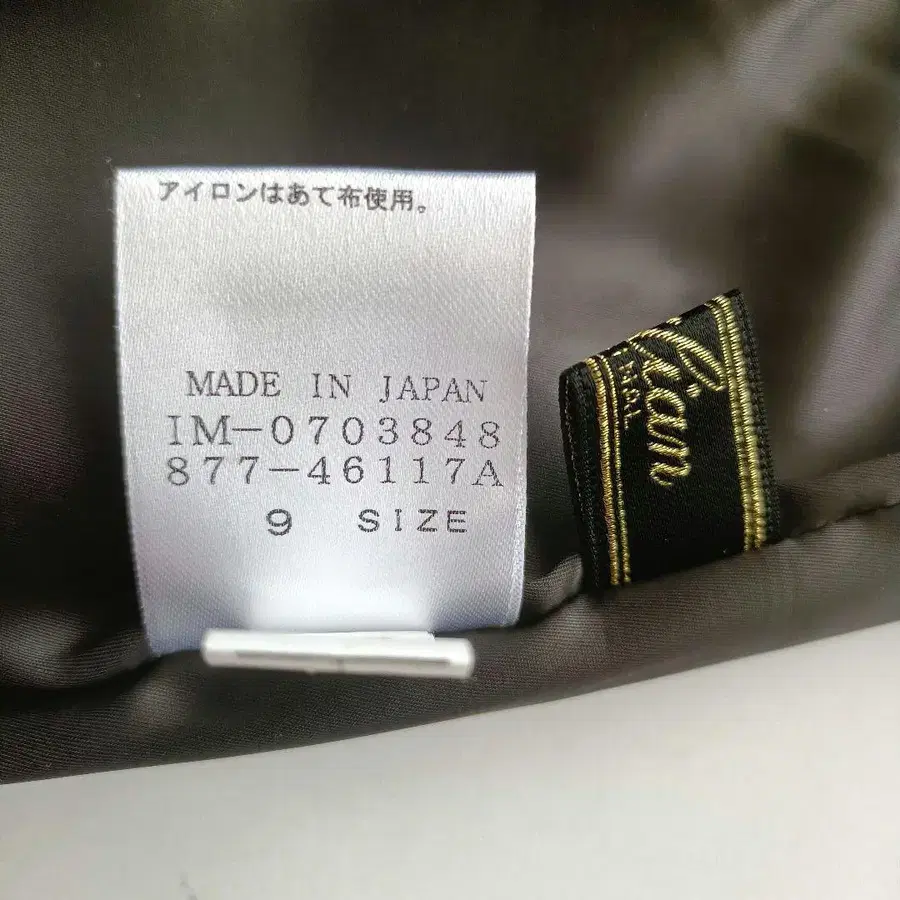 アイロンはあて布使用。
MADE IN JAPAN
IM-0703848
877-46117A
9 SIZE